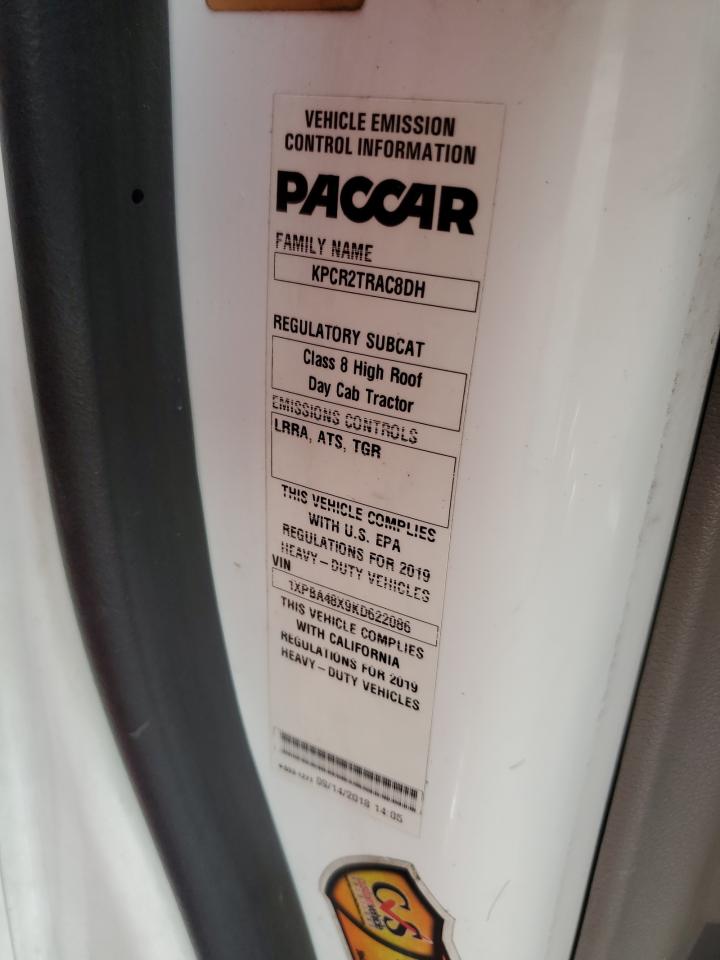 VEHICLE EMISSION
CONTROL INFORMATION
PACCAR
FAMILY NAME
KPCR2TRAC8DH
REGULATORY SUBCAT
Class 8 High Roof
Day Cab Tractor
EMISSIONS CONTROLS
LRRA, ATS, TGR
THIS VEHICLE COMPLIES
WITH U.S. EPA
REGULATIONS FOR 2019
HEAVY-DUTY VEHICLES
VIN
1XPBA48X9KD622086
THIS VEHICLE COMPLIES
WITH CALIFORNIA
REGULATIONS FOR 2019
HEAVY-DUTY VEHICLES
09/14/2018 14:05